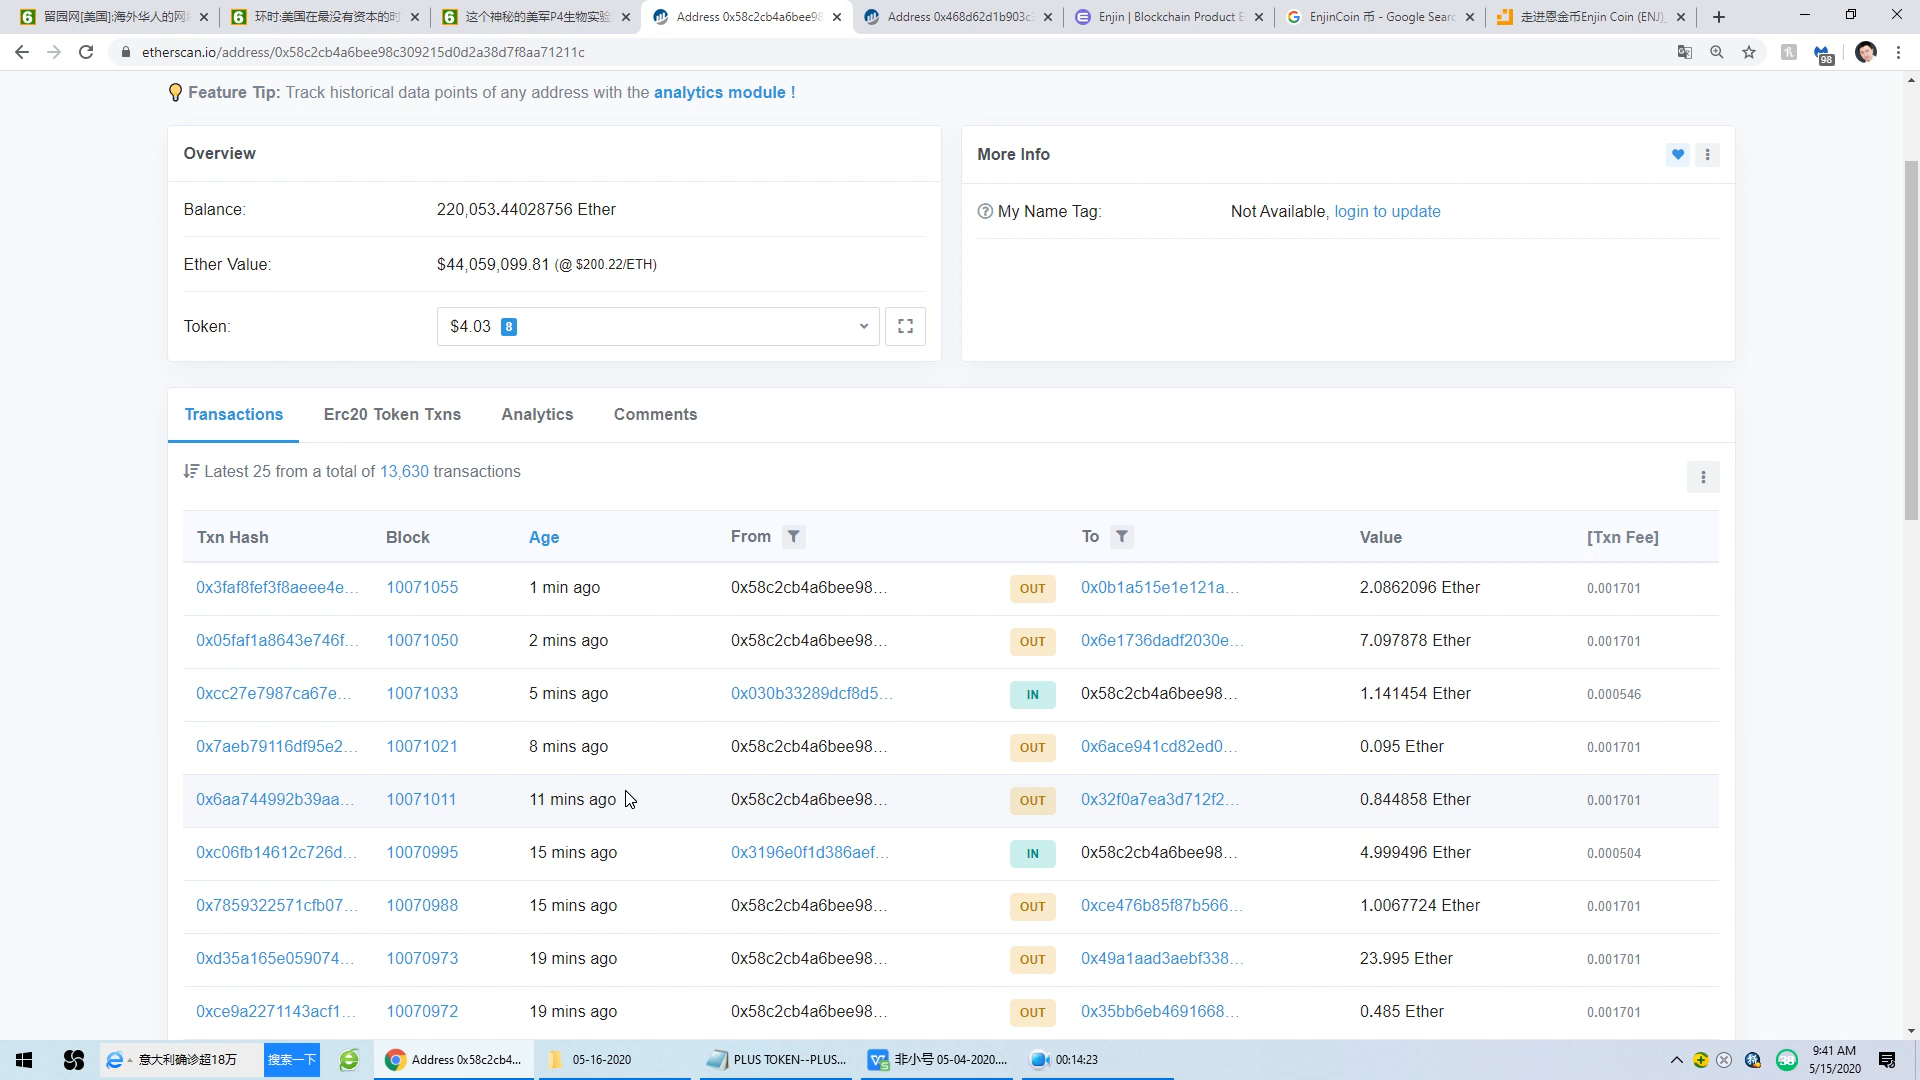 留园网[美国]:海外华人的网
环时:美国在最没有资本的时
这个神秘的美军P4生物实验
Address 0x58c2cb4a6bee98
Address 0x468d62d1b903c
Enjin | Blockchain Product E
EnjinCoin 币 - Google Searc
走进恩金币Enjin Coin (ENJ)
etherscan.io/address/0x58c2cb4a6bee98c309215d0d2a38d7f8aa71211c
98
Feature Tip: Track historical data points of any address with the analytics module !
Overview
More Info
Balance:
220,053.44028756 Ether
My Name Tag:
Not Available, login to update
Ether Value:
$44,059,099.81 (@ $200.22/ETH)
Token:
$4.03 8
Transactions
Erc20 Token Txns
Analytics
Comments
Latest 25 from a total of 13,630 transactions
Txn Hash Block Age From To Value [Txn Fee]
0x3faf8fef3f8aeee4e... 10071055 1 min ago 0x58c2cb4a6bee98... OUT 0x0b1a515e1e121a... 2.0862096 Ether 0.001701
0x05faf1a8643e746f... 10071050 2 mins ago 0x58c2cb4a6bee98... OUT 0x6e1736dadf2030e... 7.097878 Ether 0.001701
0xcc27e7987ca67e... 10071033 5 mins ago 0x030b33289dcf8d5... IN 0x58c2cb4a6bee98... 1.141454 Ether 0.000546
0x7aeb79116df95e2... 10071021 8 mins ago 0x58c2cb4a6bee98... OUT 0x6ace941cd82ed0... 0.095 Ether 0.001701
0x6aa744992b39aa... 10071011 11 mins ago 0x58c2cb4a6bee98... OUT 0x32f0a7ea3d712f2... 0.844858 Ether 0.001701
0xc06fb14612c726d... 10070995 15 mins ago 0x3196e0f1d386aef... IN 0x58c2cb4a6bee98... 4.999496 Ether 0.000504
0x7859322571cfb07... 10070988 15 mins ago 0x58c2cb4a6bee98... OUT 0xce476b85f87b566... 1.0067724 Ether 0.001701
0xd35a165e059074... 10070973 19 mins ago 0x58c2cb4a6bee98... OUT 0x49a1aad3aebf338... 23.995 Ether 0.001701
0xce9a2271143acf1... 10070972 19 mins ago 0x58c2cb4a6bee98... OUT 0x35bb6eb4691668... 0.485 Ether 0.001701
意大利确诊超18万
搜索一下
Address 0x58c2cb4...
05-16-2020
PLUS TOKEN--PLUS...
非小号 05-04-2020....
00:14:23
9:41 AM
5/15/2020